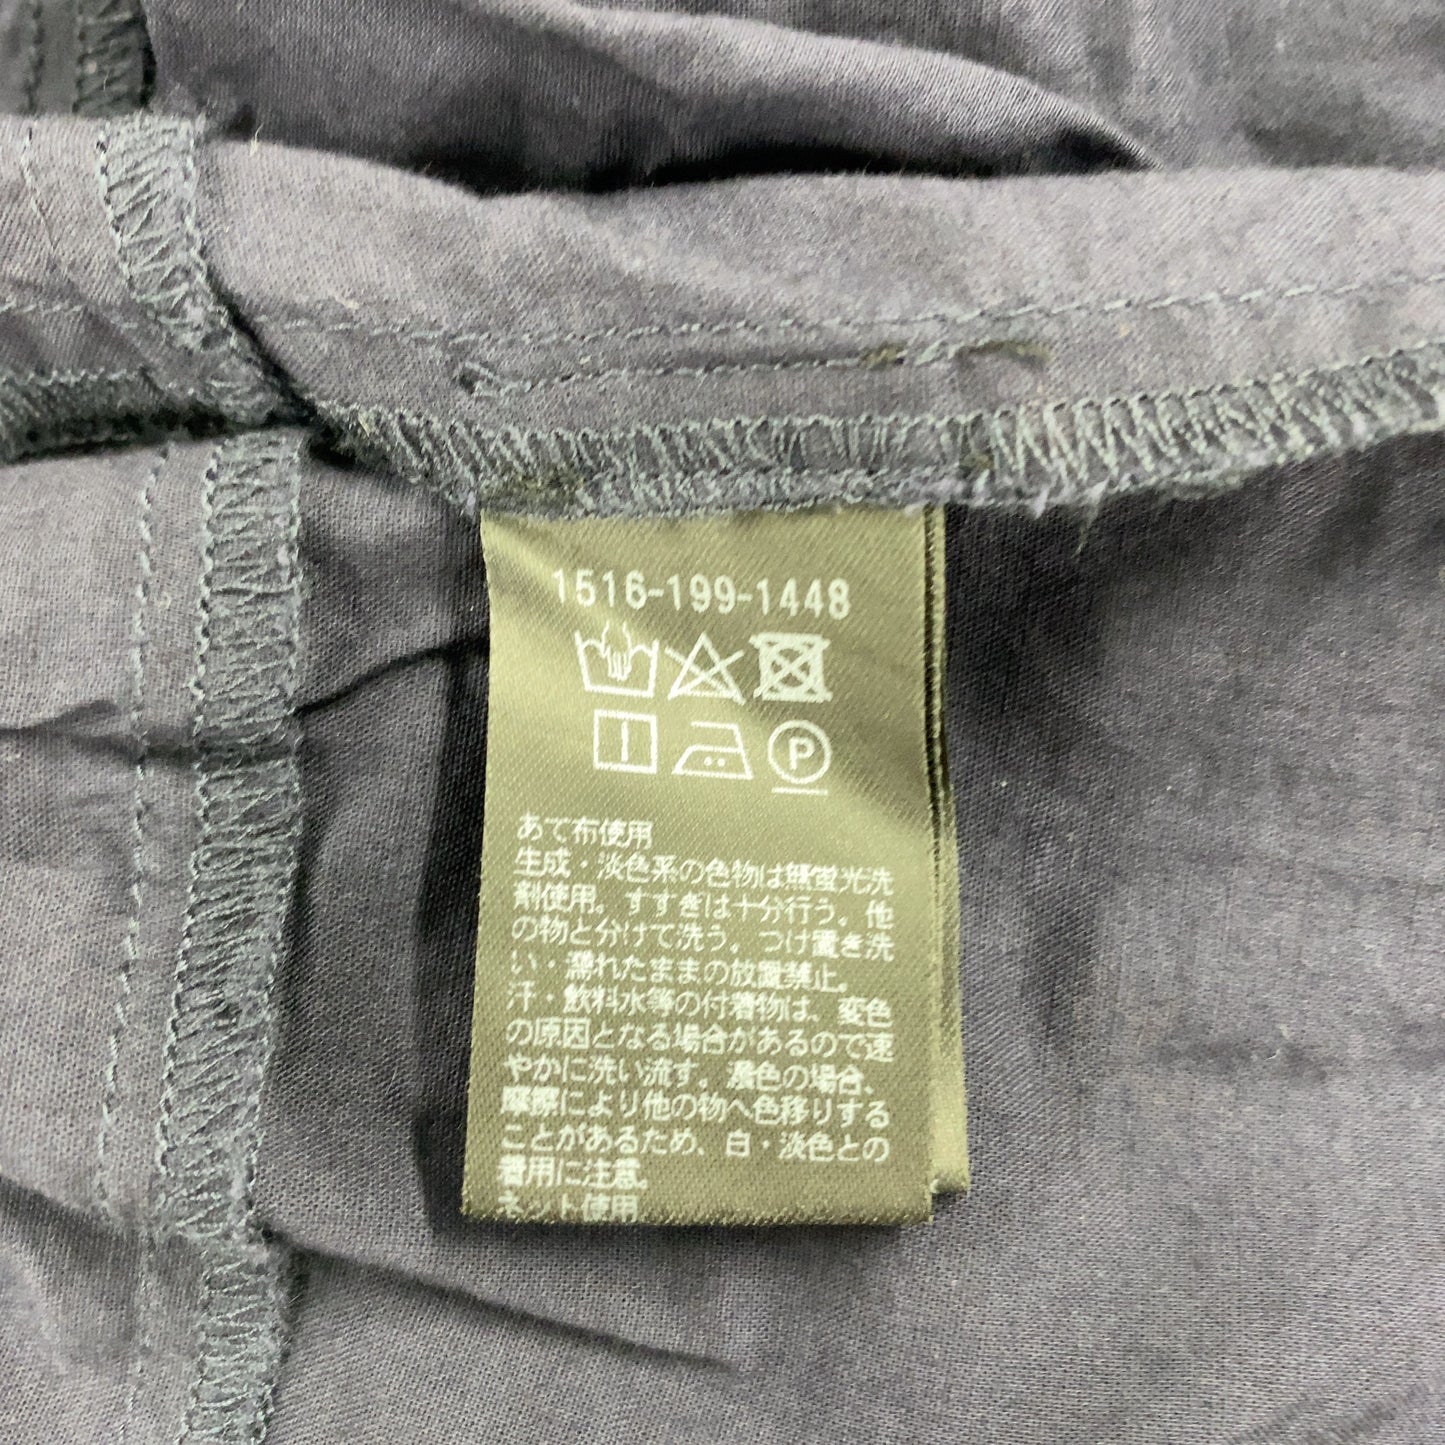 1516-199-1448
P
あて布使用
生成・淡色系の色物は無蛍光洗
剤使用。すすぎは十分行う。他
の物と分けて洗う。つけ置き洗
い・濡れたままの放置禁止。
汗・飲料水等の付着物は、変色
の原因となる場合があるので速
やかに洗い流す。濃色の場合、
摩擦により他の物へ色移りする
ことがあるため、白・淡色との
着用に注意。
ネット使用